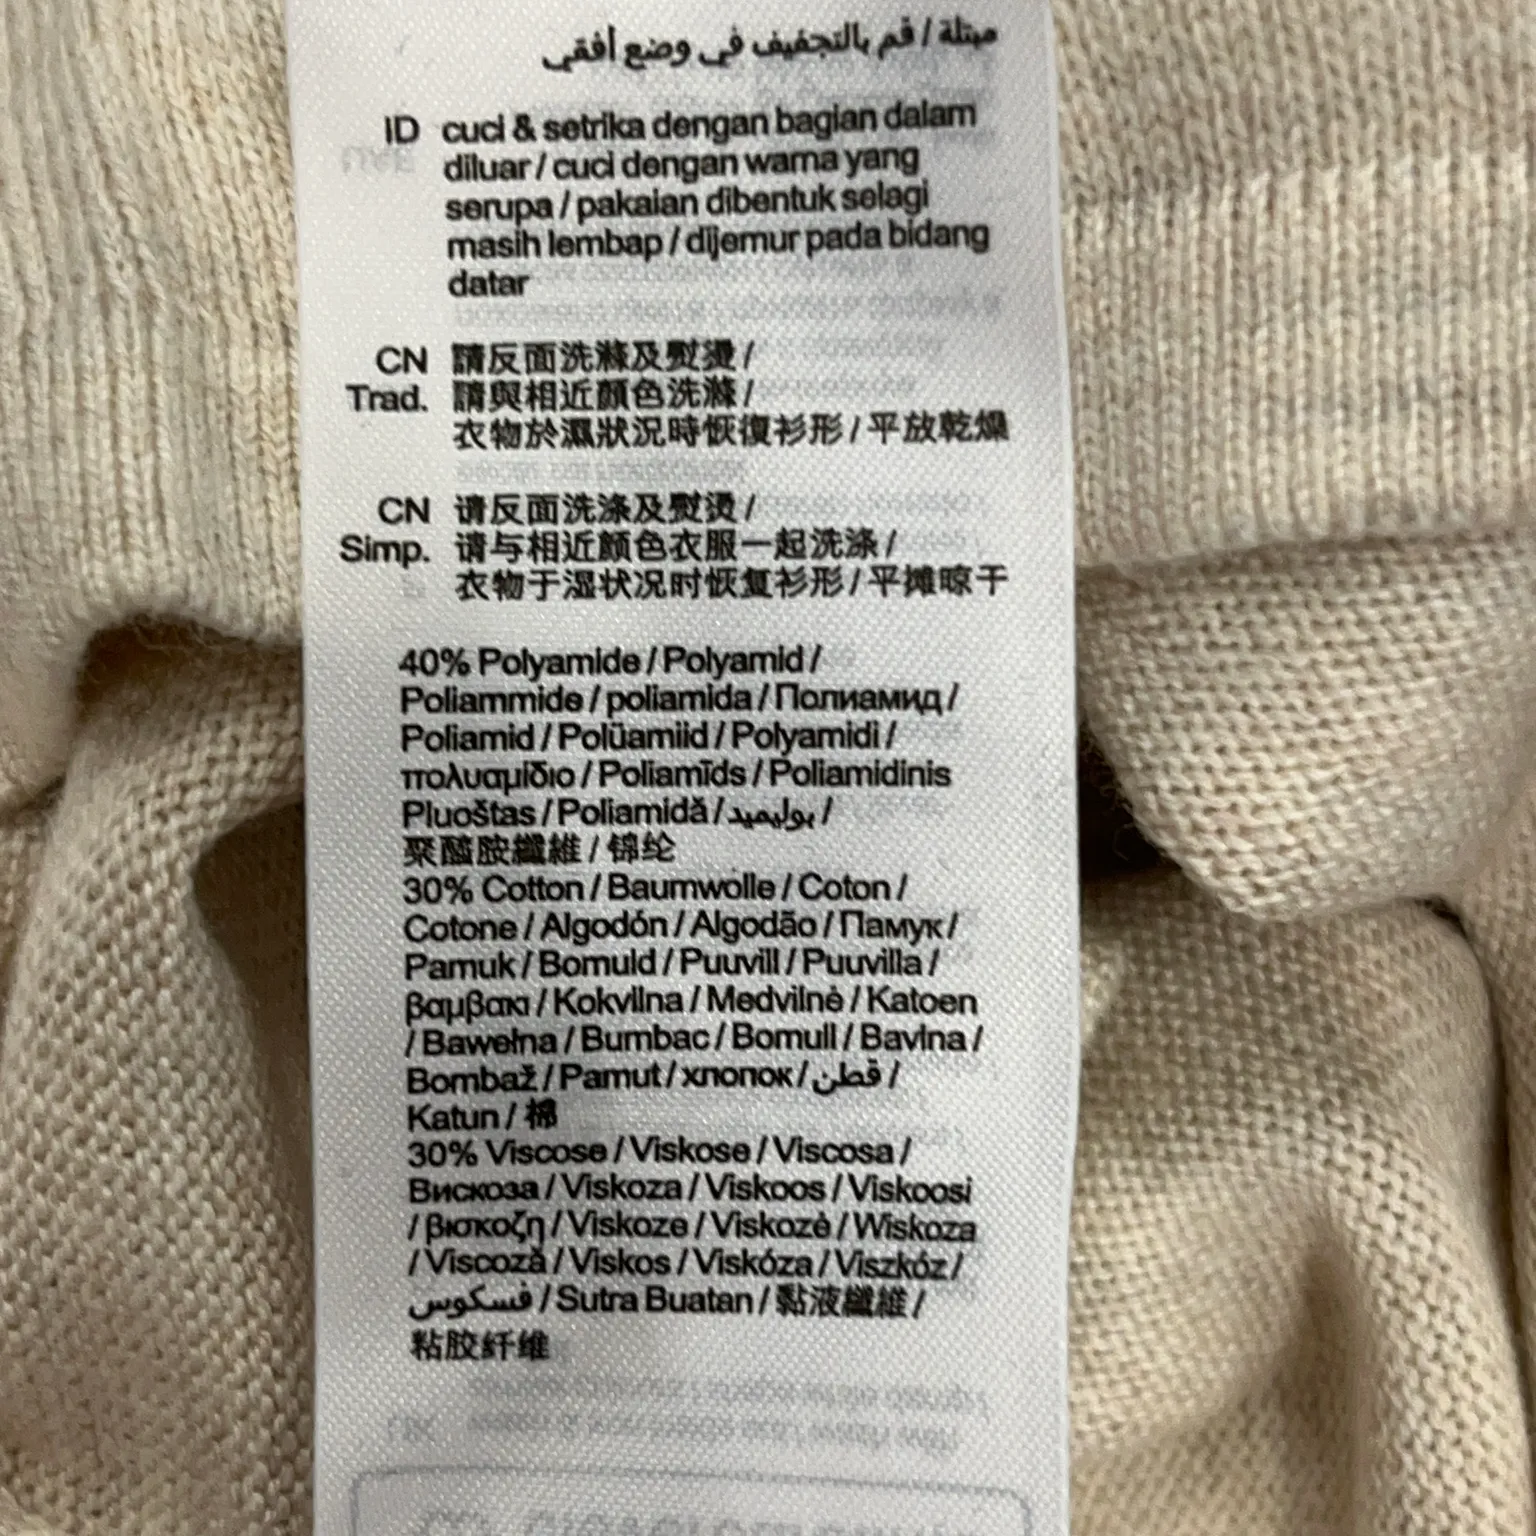 مبتلة / قم بالتجفيف في وضع أفقي
ID cuci & setrika dengan bagian dalam
diluar / cuci dengan warna yang
serupa / pakaian dibentuk selagi
masih lembap / dijemur pada bidang
datar
CN 請反面洗滌及熨燙 /
Trad. 請與相近顏色洗滌 /
衣物於濕狀況時恢復衫形 / 平放乾燥
CN 请反面洗涤及熨烫 /
Simp. 请与相近颜色衣服一起洗涤 /
衣物于湿状况时恢复衫形 / 平摊晾干
40% Polyamide / Polyamid /
Poliammide / poliamida / Полиамид /
Poliamid / Polüamiid / Polyamidi /
πολυαμίδιο / Poliamīds / Poliamidinis
Pluoštas / Poliamidă / بوليميد /
聚醯胺纖維 / 锦纶
30% Cotton / Baumwolle / Coton /
Cotone / Algodón / Algodão / Памук /
Pamuk / Bomuld / Puuvill / Puuvilla /
βαμβακι / Kokvilna / Medvilnė / Katoen
/ Bawełna / Bumbac / Bomull / Bavlna /
Bombaž / Pamut / хлопок / قطن /
Katun / 棉
30% Viscose / Viskose / Viscosa /
Вискоза / Viskoza / Viskoos / Viskoosi
/ βισκοζη / Viskoze / Viskozė / Wiskoza
/ Viscoză / Viskos / Viskóza / Viszkóz /
فسكوس / Sutra Buatan / 黏液纖維 /
粘胶纤维